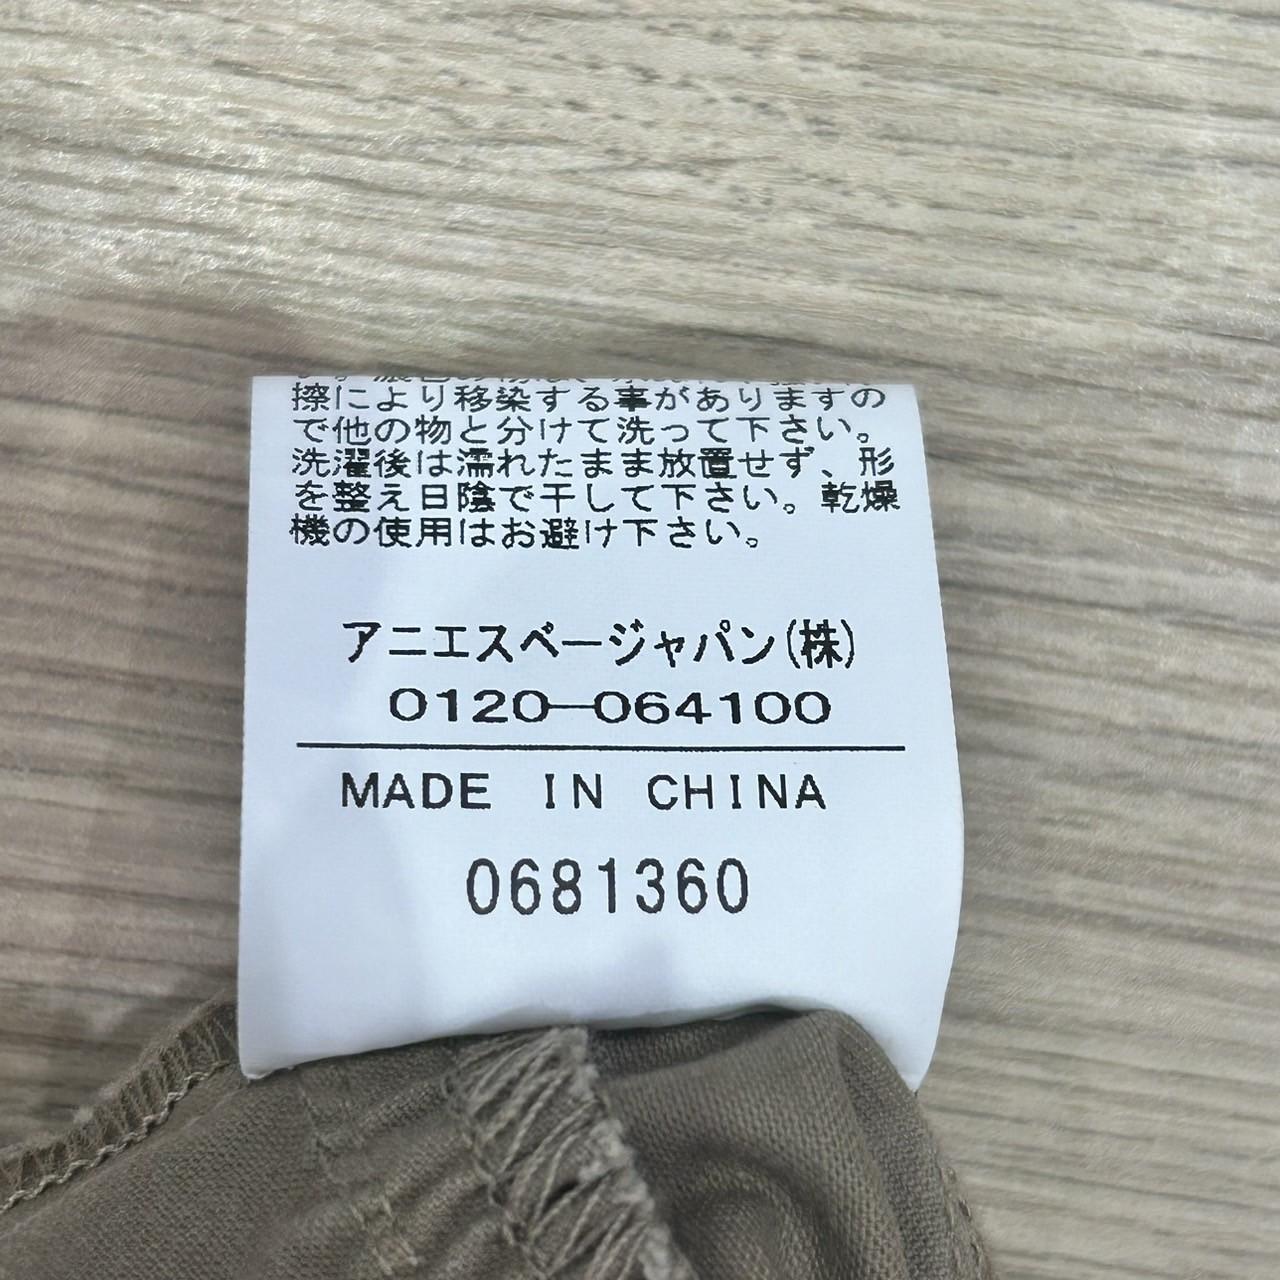 擦により移染する事がありますの
で他の物と分けて洗って下さい。
洗濯後は濡れたまま放置せず、形
を整え日陰で干して下さい。乾燥
機の使用はお避け下さい。
アニエスベージャパン(株)
0120-064100
MADE IN CHINA
0681360